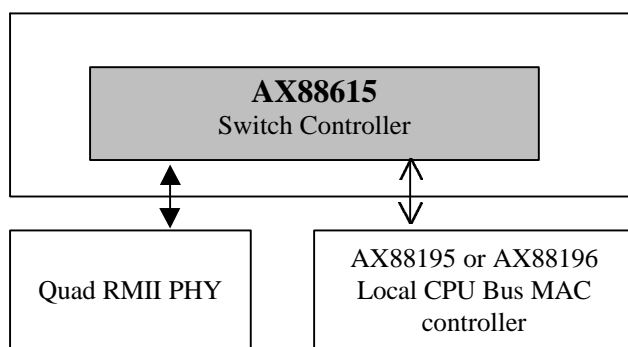 AX88615
Switch Controller
Quad RMII PHY
AX88195 or AX88196
Local CPU Bus MAC
controller